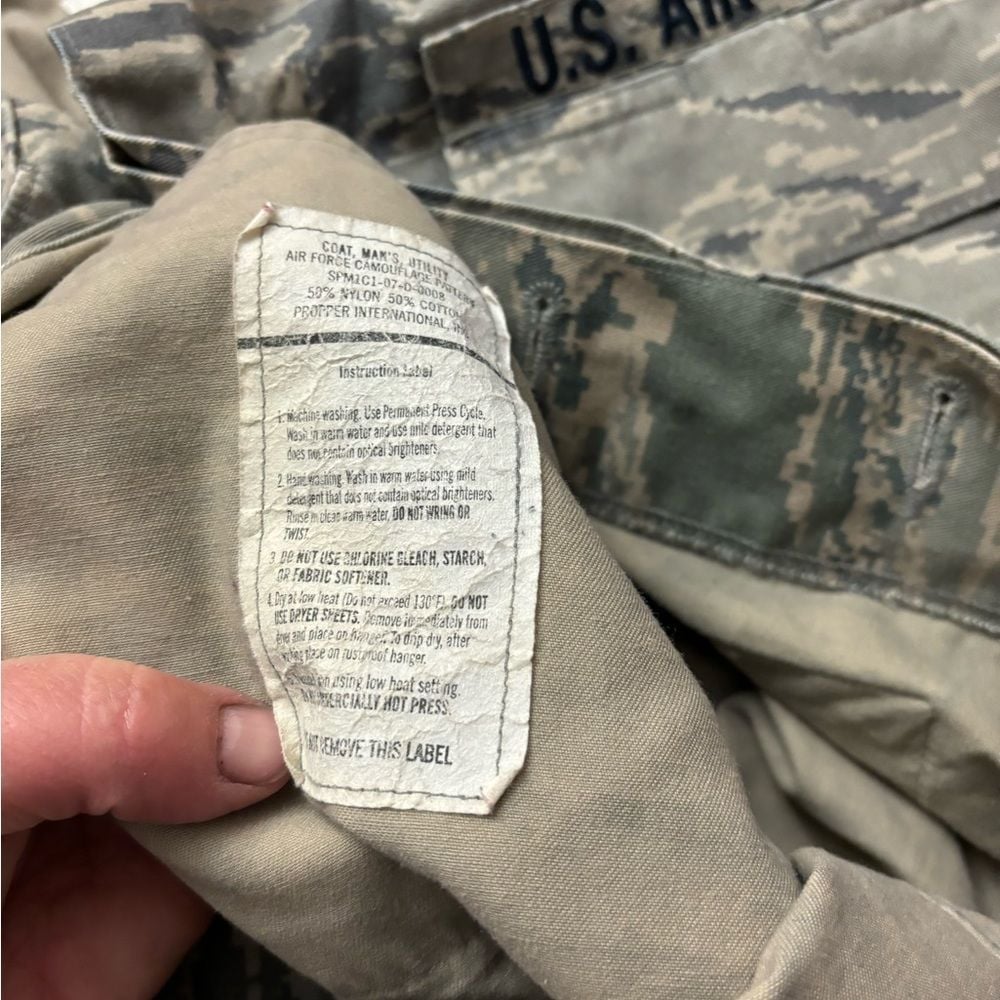 U.S. AIR
COAT, MAN'S, UTILITY
AIR FORCE CAMOUFLAGE PATTERN
SPM1C1-07-D-0008
50% NYLON 50% COTTON
PROPPER INTERNATIONAL,
Instruction Label
1. Machine washing. Use Permanent Press Cycle.
Wash in warm water and use mild detergent that
does not contain optical brighteners.
2. Hand washing. Wash in warm water using mild
detergent that does not contain optical brighteners.
Rinse in clean warm water. DO NOT WRING OR
TWIST.
3. DO NOT USE CHLORINE BLEACH, STARCH,
OR FABRIC SOFTENER.
4. Dry at low heat (Do not exceed 130°F). DO NOT
USE DRYER SHEETS. Remove immediately from
dryer and place on hanger. To drip dry, after
washing place on rustproof hanger.
using low heat setting.
COMMERCIALLY HOT PRESS.
NOT REMOVE THIS LABEL